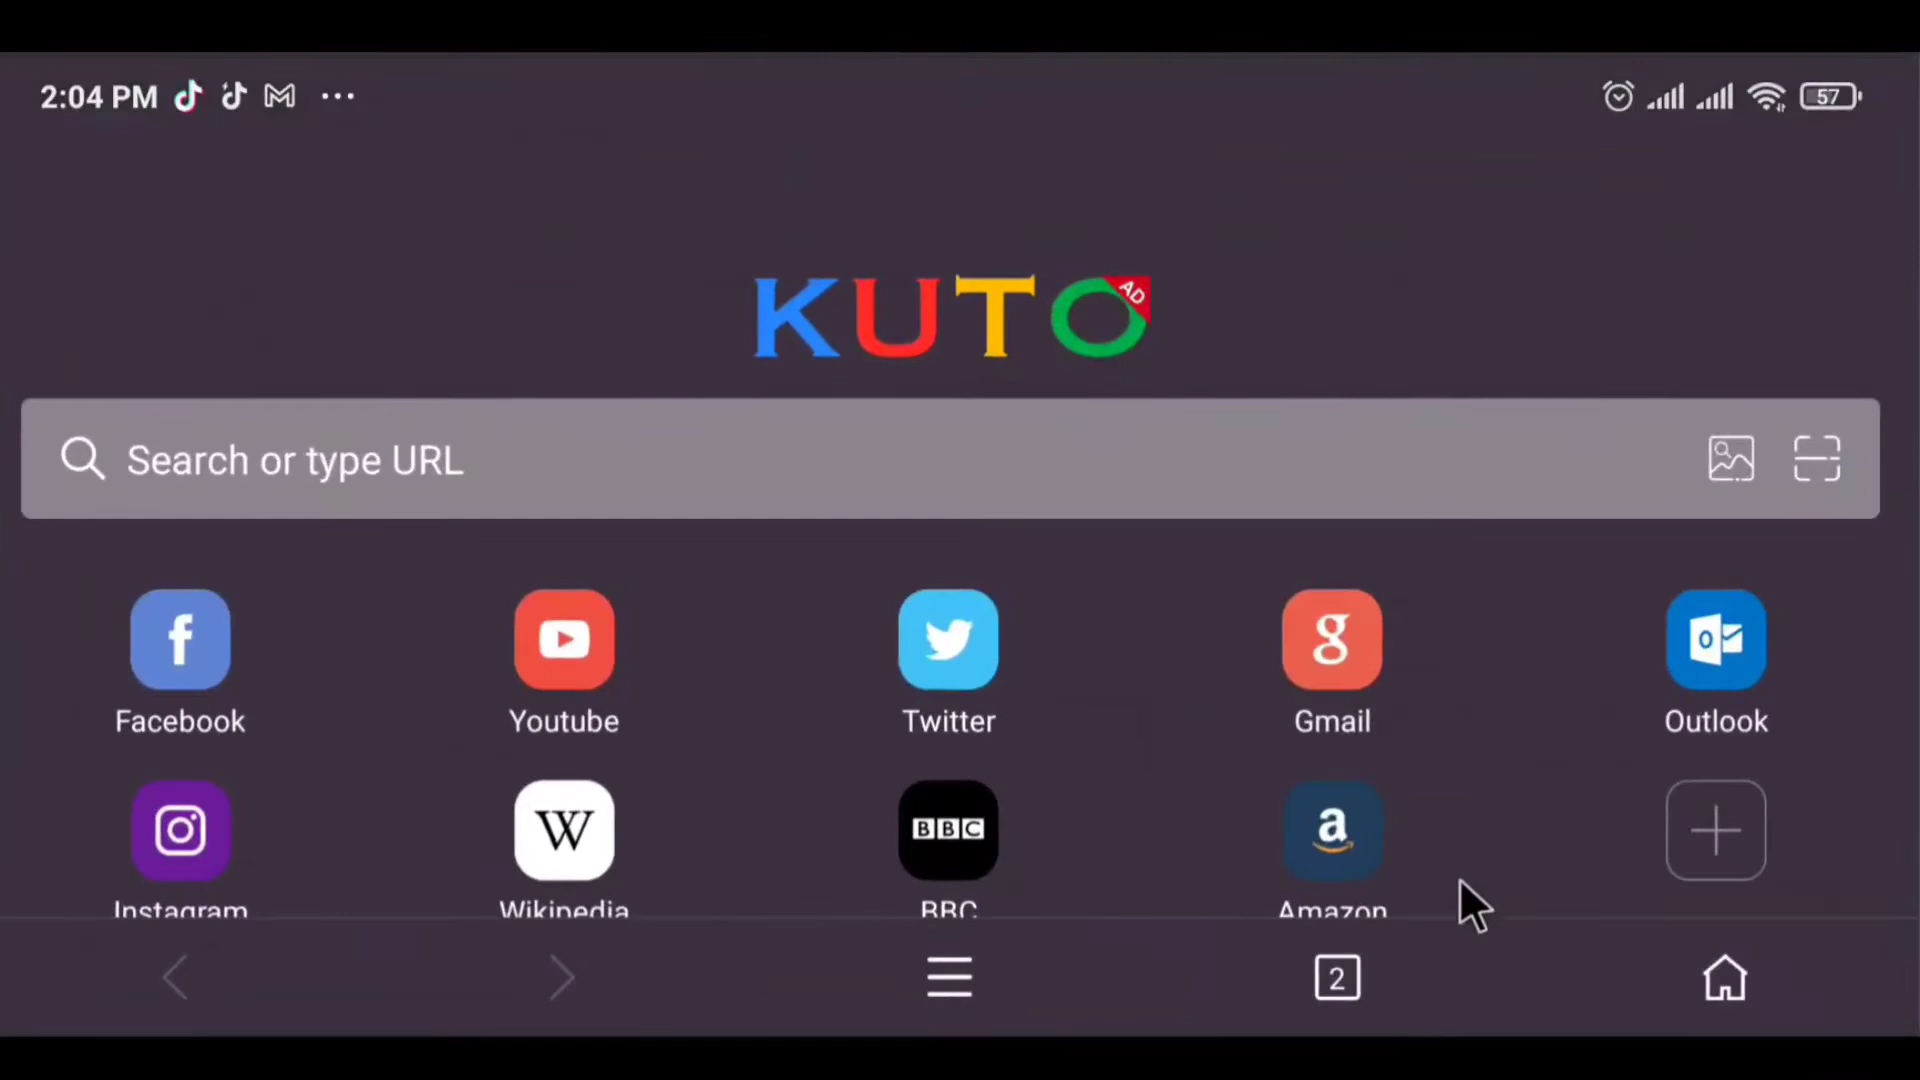 2:04 PM
57
KUTO
AD
Search or type URL
f
g
O
Facebook
Youtube
Twitter
Gmail
Outlook
W
BBC
a
Instagram
Wikipedia
BBC
Amazon
2